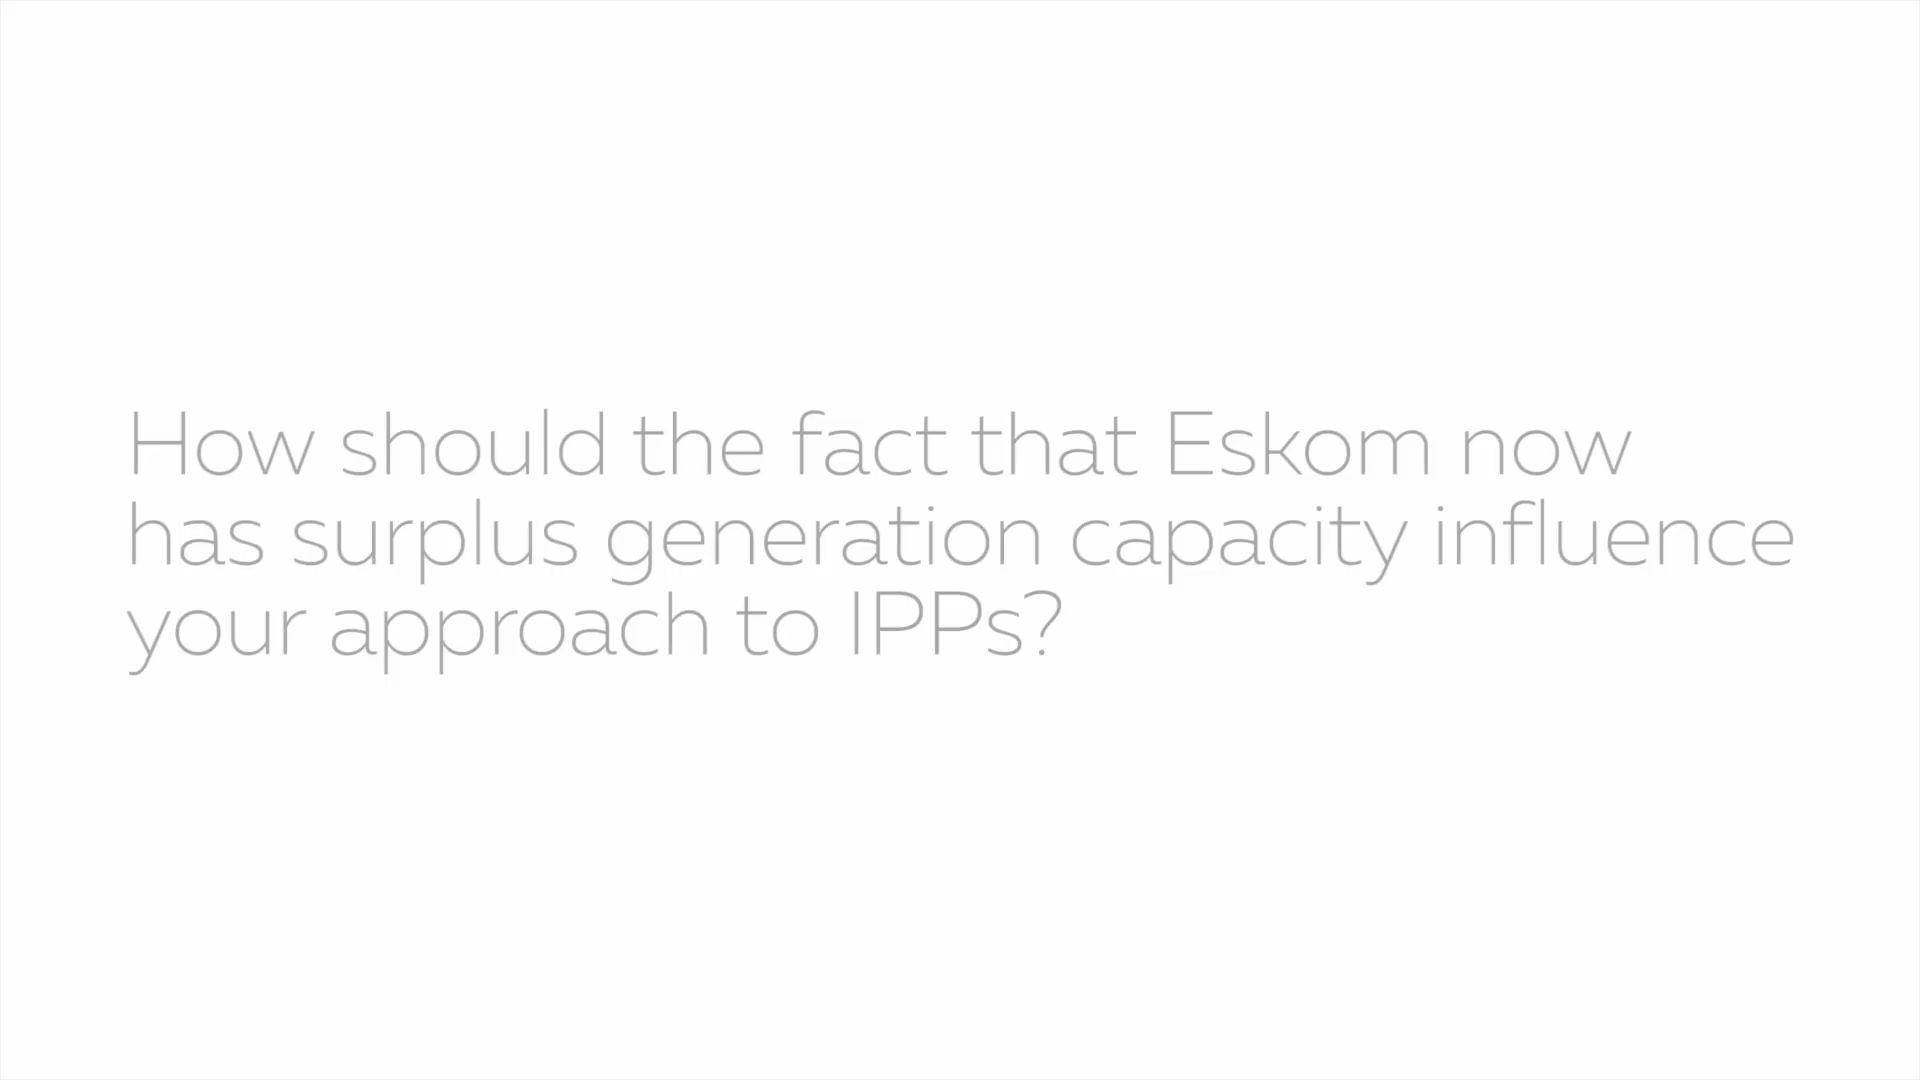 How should the fact that Eskom now
has surplus generation capacity influence
your approach to IPPs?